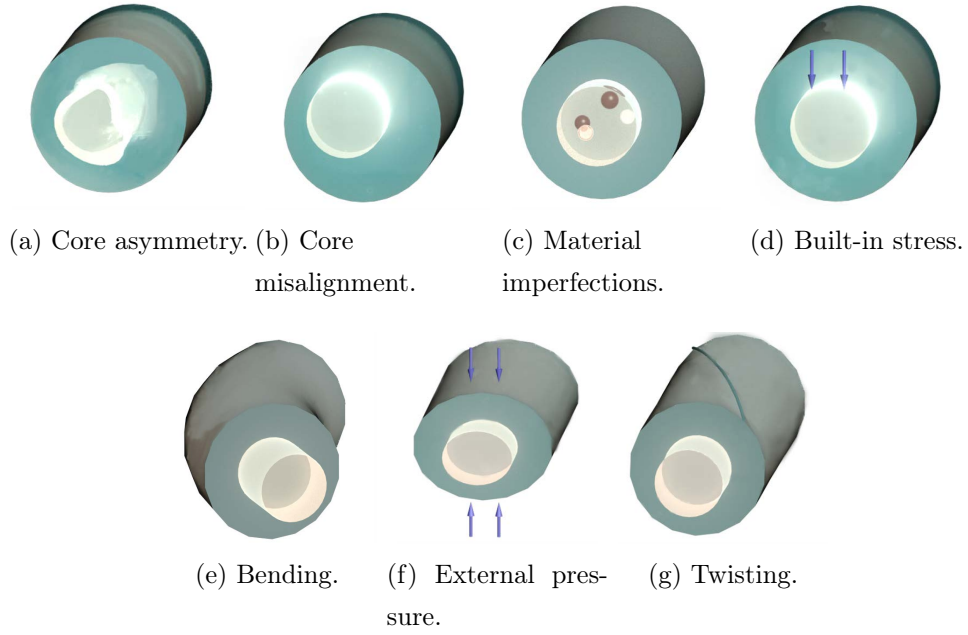 (a) Core asymmetry. (b) Core misalignment. (c) Material imperfections. (d) Built-in stress.
(e) Bending. (f) External pres-
sure. (g) Twisting.